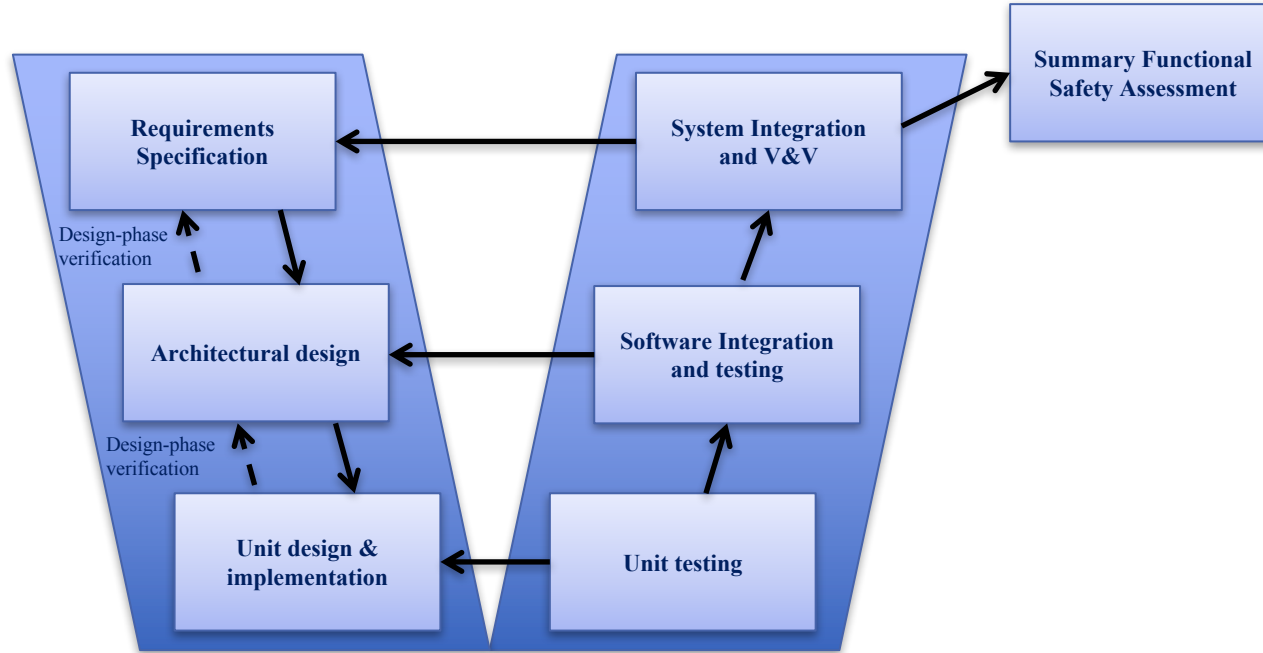 Summary Functional
Safety Assessment
Requirements
Specification
System Integration
and V&V
Design-phase
verification
Architectural design
Software Integration
and testing
Design-phase
verification
Unit design &
implementation
Unit testing